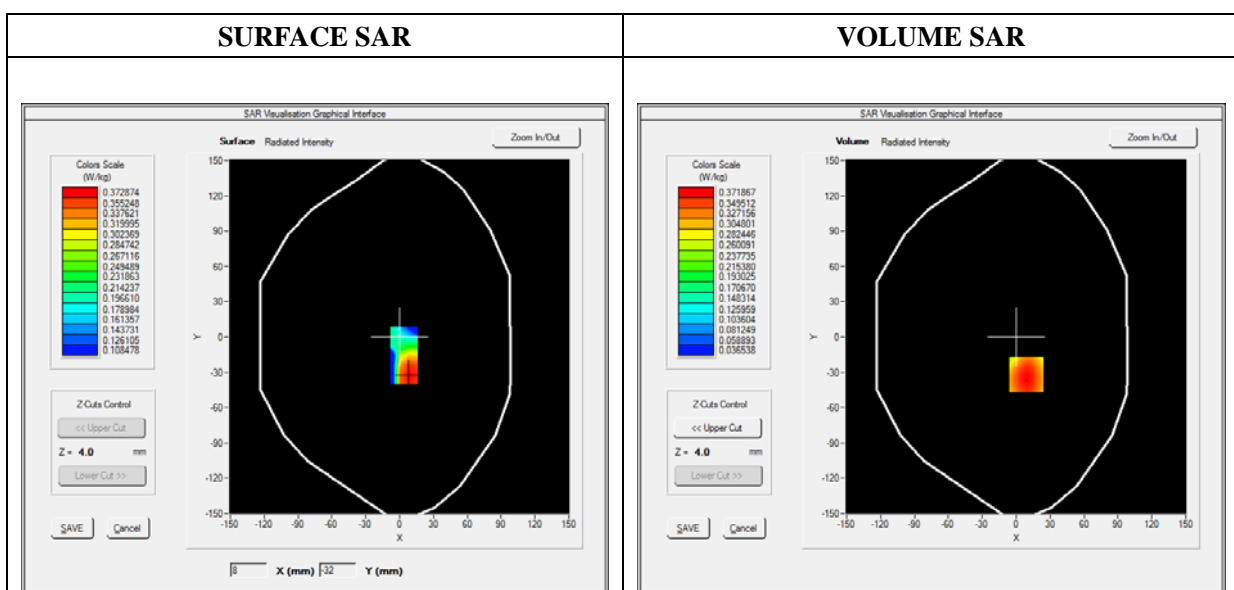 SURFACE SAR
VOLUME SAR
SAR Visualisation Graphical Interface
Surface Radiated Intensity
Zoom In/Out
Colors Scale
(W/kg)
0.372874
0.355248
0.337621
0.319995
0.302369
0.284742
0.267116
0.249489
0.231863
0.214237
0.196610
0.178984
0.161357
0.143731
0.126105
0.108478
Z-Cuts Control
<< Upper Cut
Z = 4.0 mm
Lower Cut >>
SAVE Cancel
150
120
90
60
30
0
-30
-60
-90
-120
-150
Y
-150 -120 -90 -60 -30 0 30 60 90 120 150
X
8 X (mm) -32 Y (mm)
SAR Visualisation Graphical Interface
Volume Radiated Intensity
Zoom In/Out
Colors Scale
(W/kg)
0.371867
0.349512
0.327156
0.304801
0.282446
0.260091
0.237735
0.215380
0.193025
0.170670
0.148314
0.125959
0.103604
0.081249
0.058893
0.036538
Z-Cuts Control
<< Upper Cut
Z = 4.0 mm
Lower Cut >>
SAVE Cancel
150
120
90
60
30
0
-30
-60
-90
-120
-150
Y
-150 -120 -90 -60 -30 0 30 60 90 120 150
X